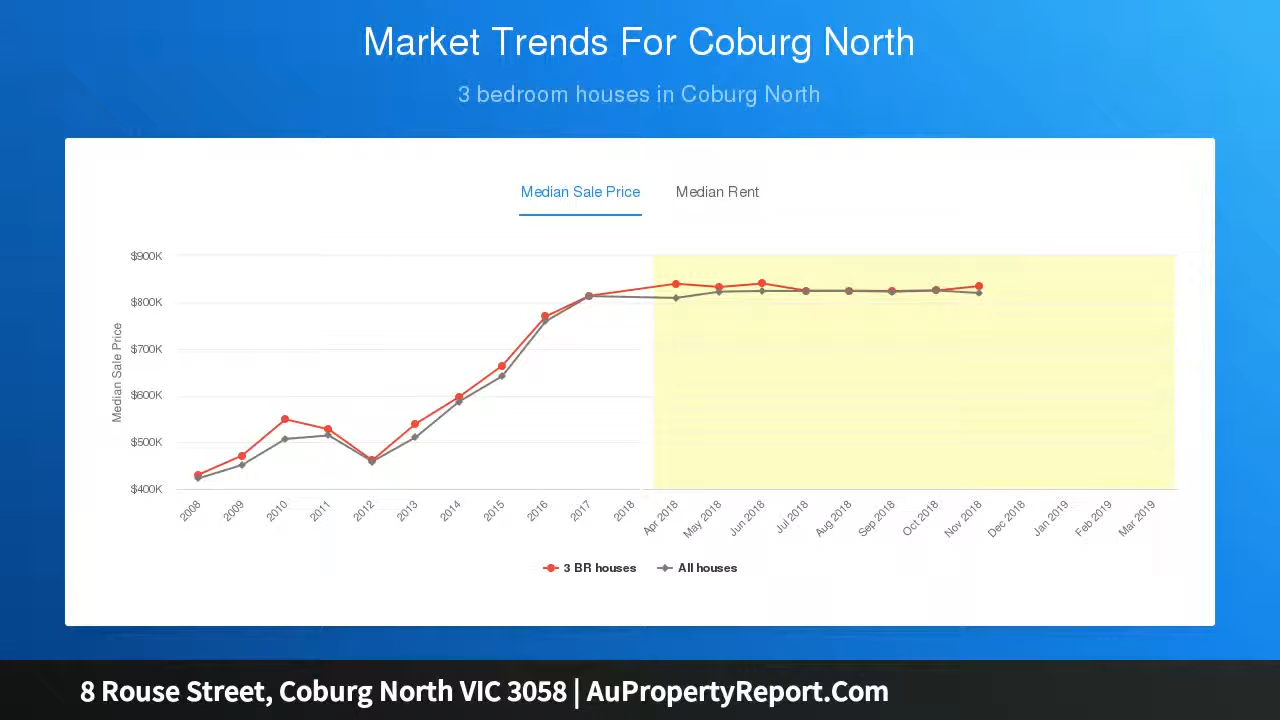 Market Trends For Coburg North
3 bedroom houses in Coburg North
Median Sale Price Median Rent
$900K
$800K
$700K
$600K
$500K
$400K
Median Sale Price
2008 2009 2010 2011 2012 2013 2014 2015 2016 2017 2018 Apr 2018 May 2018 Jun 2018 Jul 2018 Aug 2018 Sep 2018 Oct 2018 Nov 2018 Dec 2018 Jan 2019 Feb 2019 Mar 2019
3 BR houses All houses
8 Rouse Street, Coburg North VIC 3058 | AuPropertyReport.Com